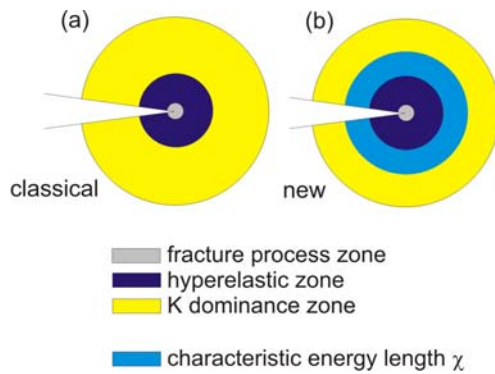 (a)
(b)
classical
new
fracture process zone
hyperelastic zone
K dominance zone
characteristic energy length χ